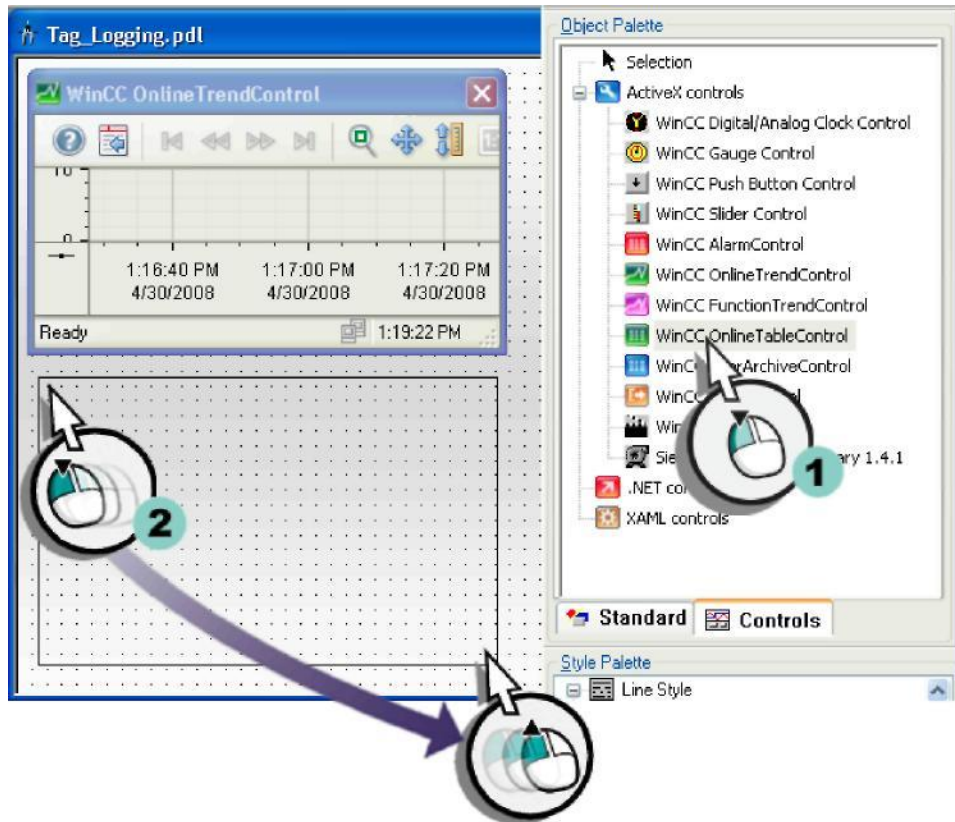 Tag_Logging.pdl
WinCC OnlineTrendControl
10
0
1:16:40 PM 1:17:00 PM 1:17:20 PM
4/30/2008 4/30/2008 4/30/2008
Ready 1:19:22 PM
2
Object Palette
Selection
ActiveX controls
WinCC Digital/Analog Clock Control
WinCC Gauge Control
WinCC Push Button Control
WinCC Slider Control
WinCC AlarmControl
WinCC OnlineTrendControl
WinCC FunctionTrendControl
WinCC OnlineTableControl
WinCC ArchiveControl
1
1.4.1
.NET
XAML controls
Standard Controls
Style Palette
Line Style